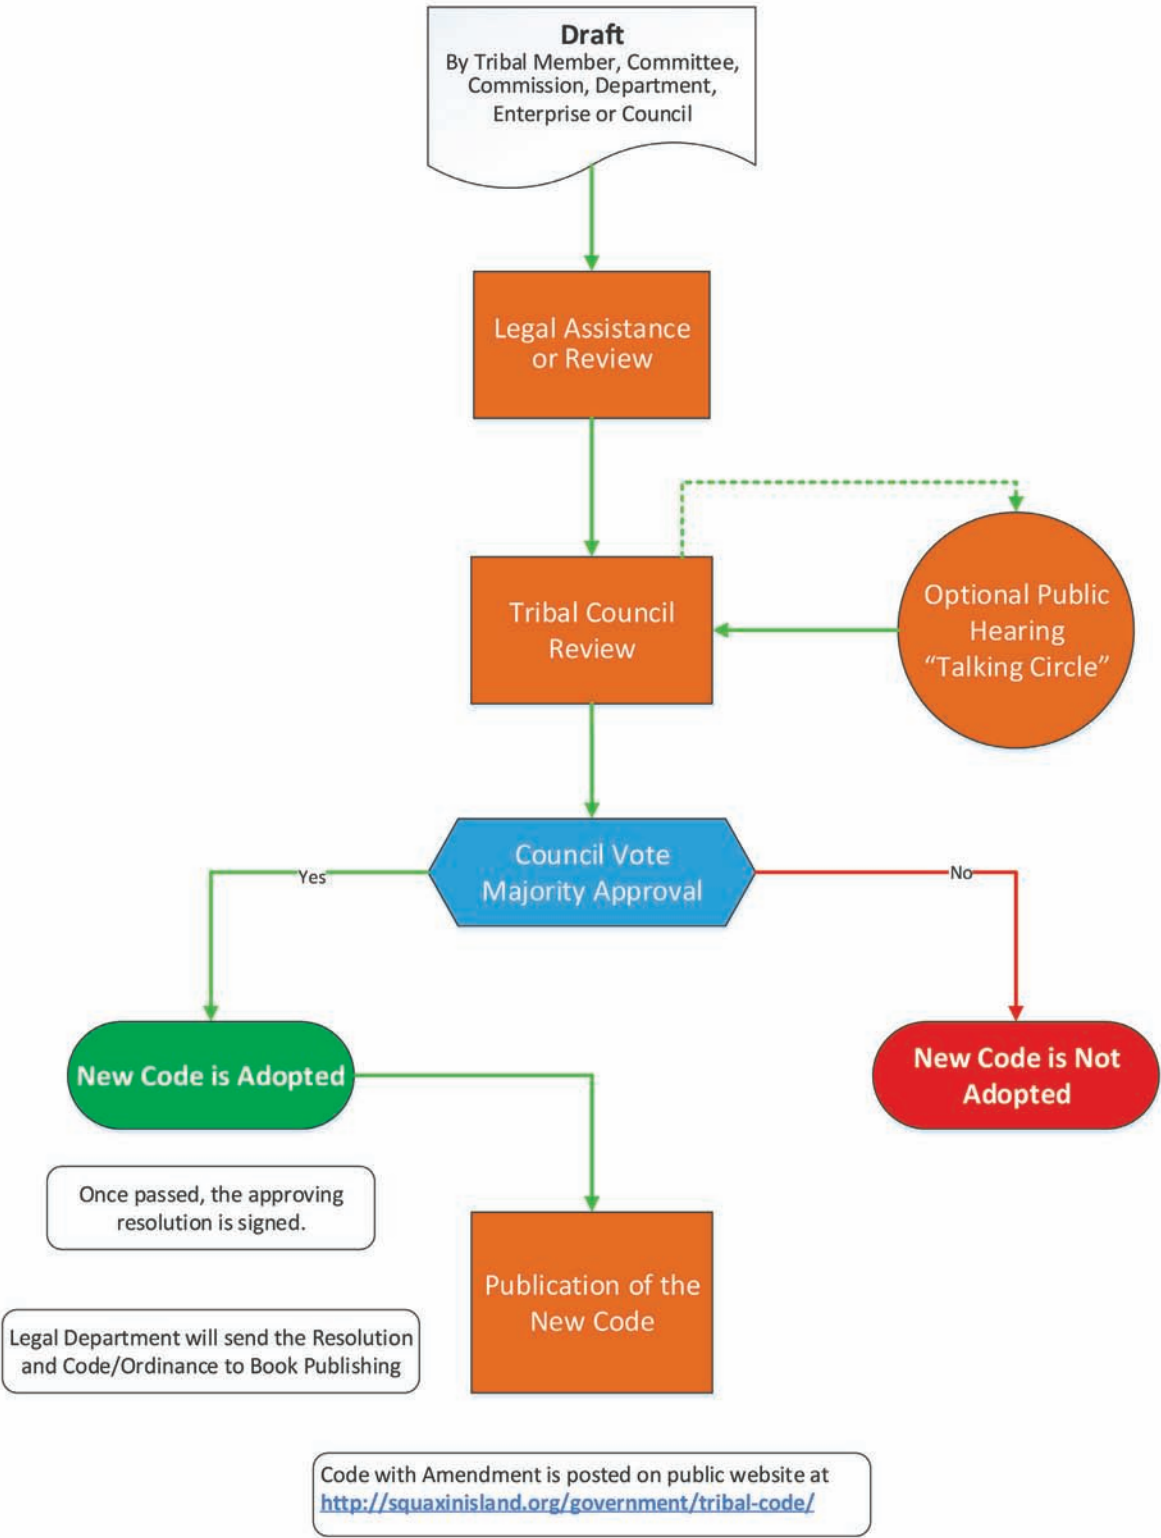 Draft
By Tribal Member, Committee,
Commission, Department,
Enterprise or Council
Legal Assistance
or Review
Tribal Council
Review
Optional Public
Hearing
“Talking Circle”
Council Vote
Majority Approval
Yes
No
New Code is Adopted
New Code is Not
Adopted
Once passed, the approving
resolution is signed.
Publication of the
New Code
Legal Department will send the Resolution
and Code/Ordinance to Book Publishing
Code with Amendment is posted on public website at
http://squaxinisland.org/government/tribal-code/